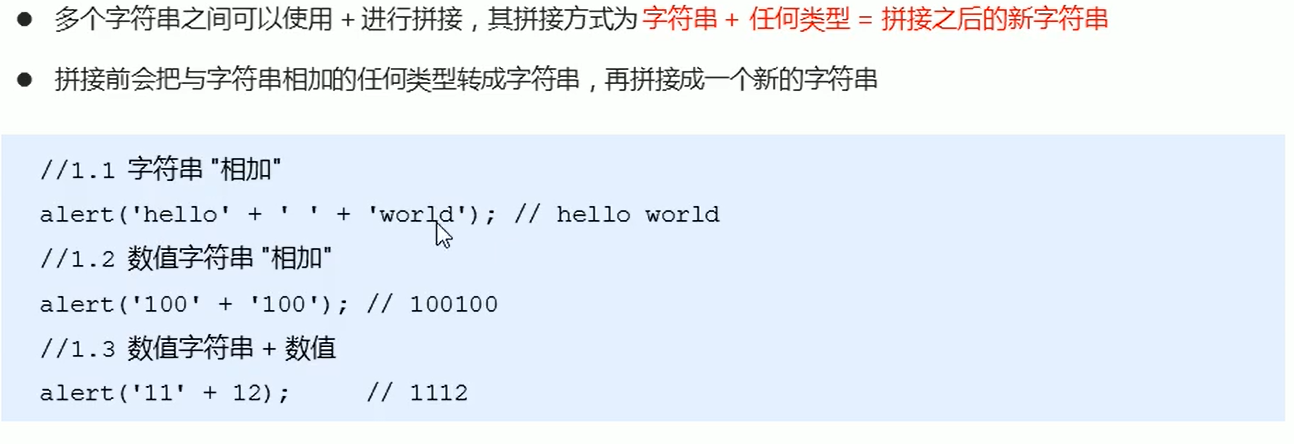 ● 多个字符串之间可以使用 + 进行拼接，其拼接方式为 字符串 + 任何类型 = 拼接之后的新字符串
● 拼接前会把与字符串相加的任何类型转成字符串，再拼接成一个新的字符串
//1.1 字符串 "相加"
alert('hello' + ' ' + 'world'); // hello world
//1.2 数值字符串 "相加"
alert('100' + '100'); // 100100
//1.3 数值字符串 + 数值
alert('11' + 12);     // 1112